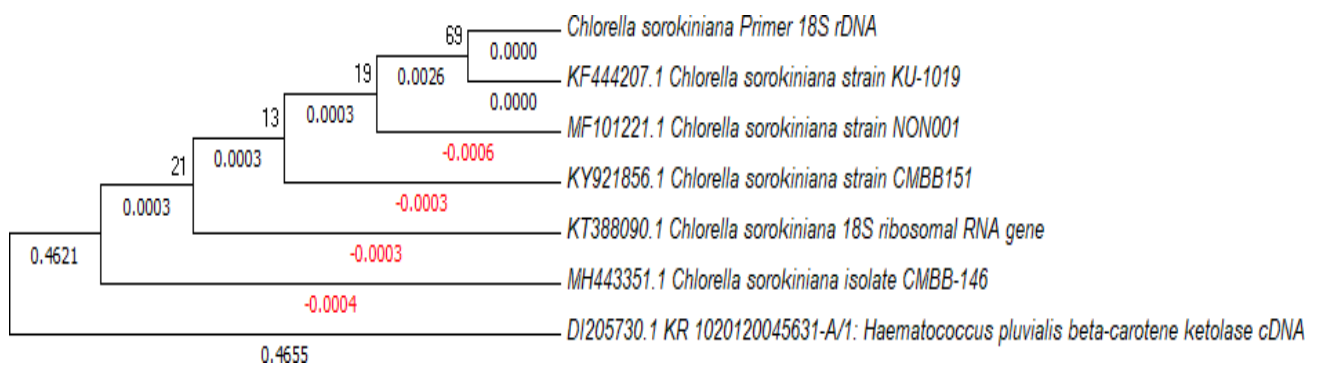 69
Chlorella sorokiniana Primer 18S rDNA
0.0000
19
0.0026
KF444207.1 Chlorella sorokiniana strain KU-1019
0.0000
13
0.0003
MF101221.1 Chlorella sorokiniana strain NON001
-0.0006
21
0.0003
KY921856.1 Chlorella sorokiniana strain CMBB151
-0.0003
0.0003
KT388090.1 Chlorella sorokiniana 18S ribosomal RNA gene
-0.0003
0.4621
MH443351.1 Chlorella sorokiniana isolate CMBB-146
-0.0004
DI205730.1 KR 1020120045631-A/1: Haematococcus pluvialis beta-carotene ketolase cDNA
0.4655